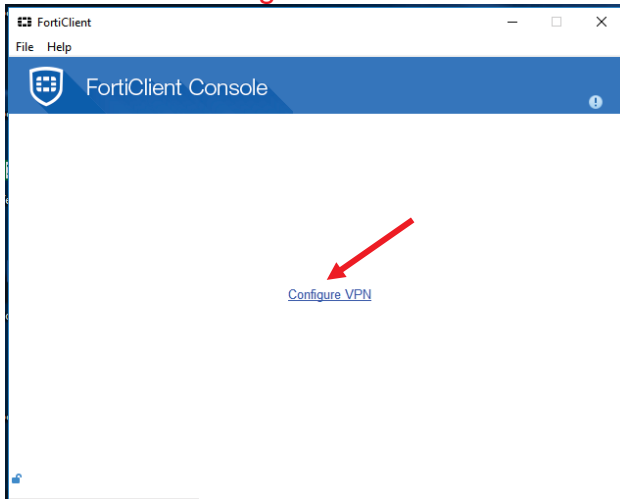 FortiClient
File Help
FortiClient Console
Configure VPN